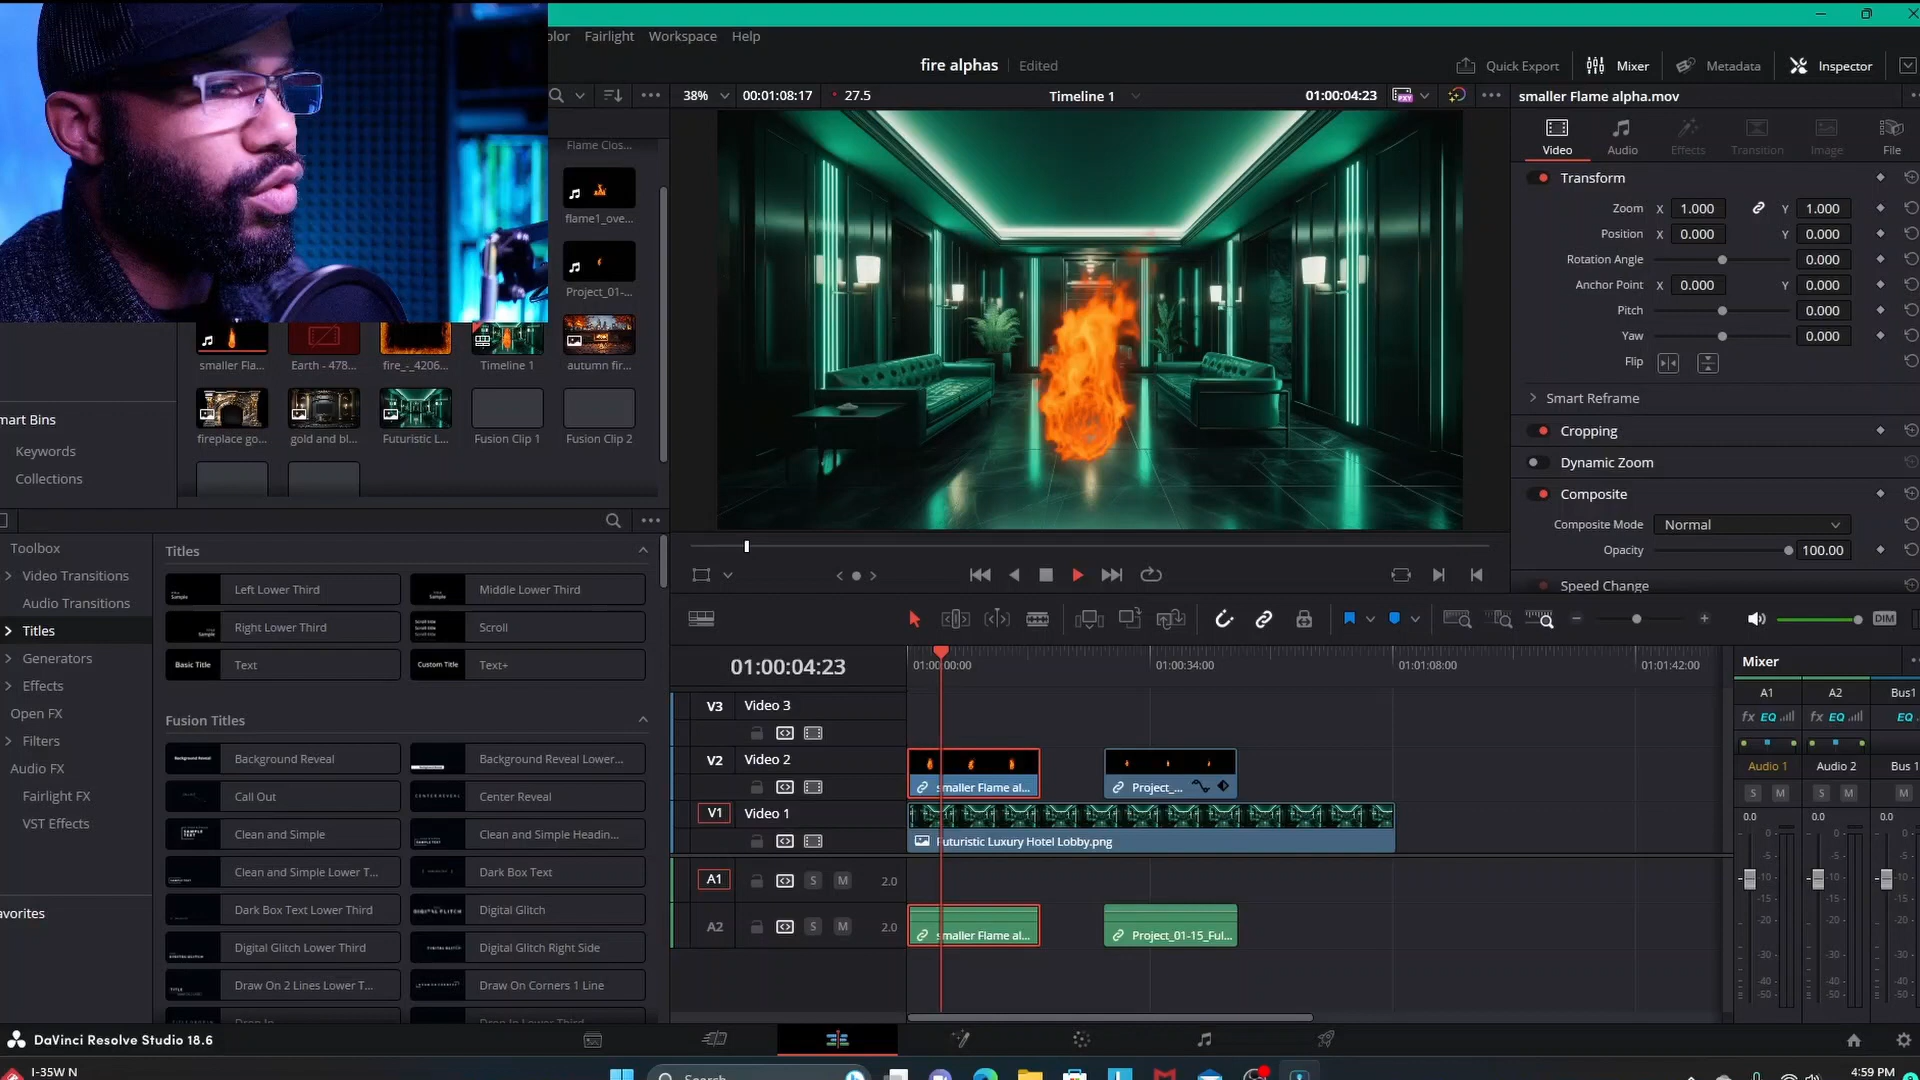 olor Fairlight Workspace Help
fire alphas Edited
Quick Export Mixer Metadata Inspector
38% 00:01:08:17 27.5 Timeline 1 01:00:04:23
smaller Flame alpha.mov
Video Audio Effects Transition Image File
Transform
Zoom X 1.000 Y 1.000
Position X 0.000 Y 0.000
Rotation Angle 0.000
Anchor Point X 0.000 Y 0.000
Pitch 0.000
Yaw 0.000
Flip
Smart Reframe
Cropping
Dynamic Zoom
Composite
Composite Mode Normal
Opacity 100.00
Speed Change
Flame Clos...
flame1_ove...
Project_01-...
smaller Fla... Earth - 478... fire_-_4206... Timeline 1 autumn fir...
fireplace go... gold and bl... Futuristic L... Fusion Clip 1 Fusion Clip 2
mart Bins
Keywords
Collections
Toolbox
Video Transitions
Audio Transitions
Titles
Generators
Effects
Open FX
Filters
Audio FX
Fairlight FX
VST Effects
avorites
Titles
Left Lower Third Middle Lower Third
Right Lower Third Scroll
Basic Title Text Custom Title Text+
Fusion Titles
Background Reveal Background Reveal Lower...
Call Out Center Reveal
Clean and Simple Clean and Simple Headin...
Clean and Simple Lower T... Dark Box Text
Dark Box Text Lower Third Digital Glitch
Digital Glitch Lower Third Digital Glitch Right Side
Draw On 2 Lines Lower T... Draw On Corners 1 Line
01:00:04:23
01:00:00:00 01:00:34:00 01:01:08:00 01:01:42:00
V3 Video 3
V2 Video 2
smaller Flame al... Project_...
V1 Video 1
Futuristic Luxury Hotel Lobby.png
A1 S M 2.0
A2 S M 2.0
smaller Flame al... Project_01-15_Ful...
DIM
Mixer
A1 A2 Bus1
fx EQ fx EQ EQ
Audio 1 Audio 2 Bus 1
S M S M M
0.0 0.0 0.0
DaVinci Resolve Studio 18.6
I-35W N
Search
4:59 PM